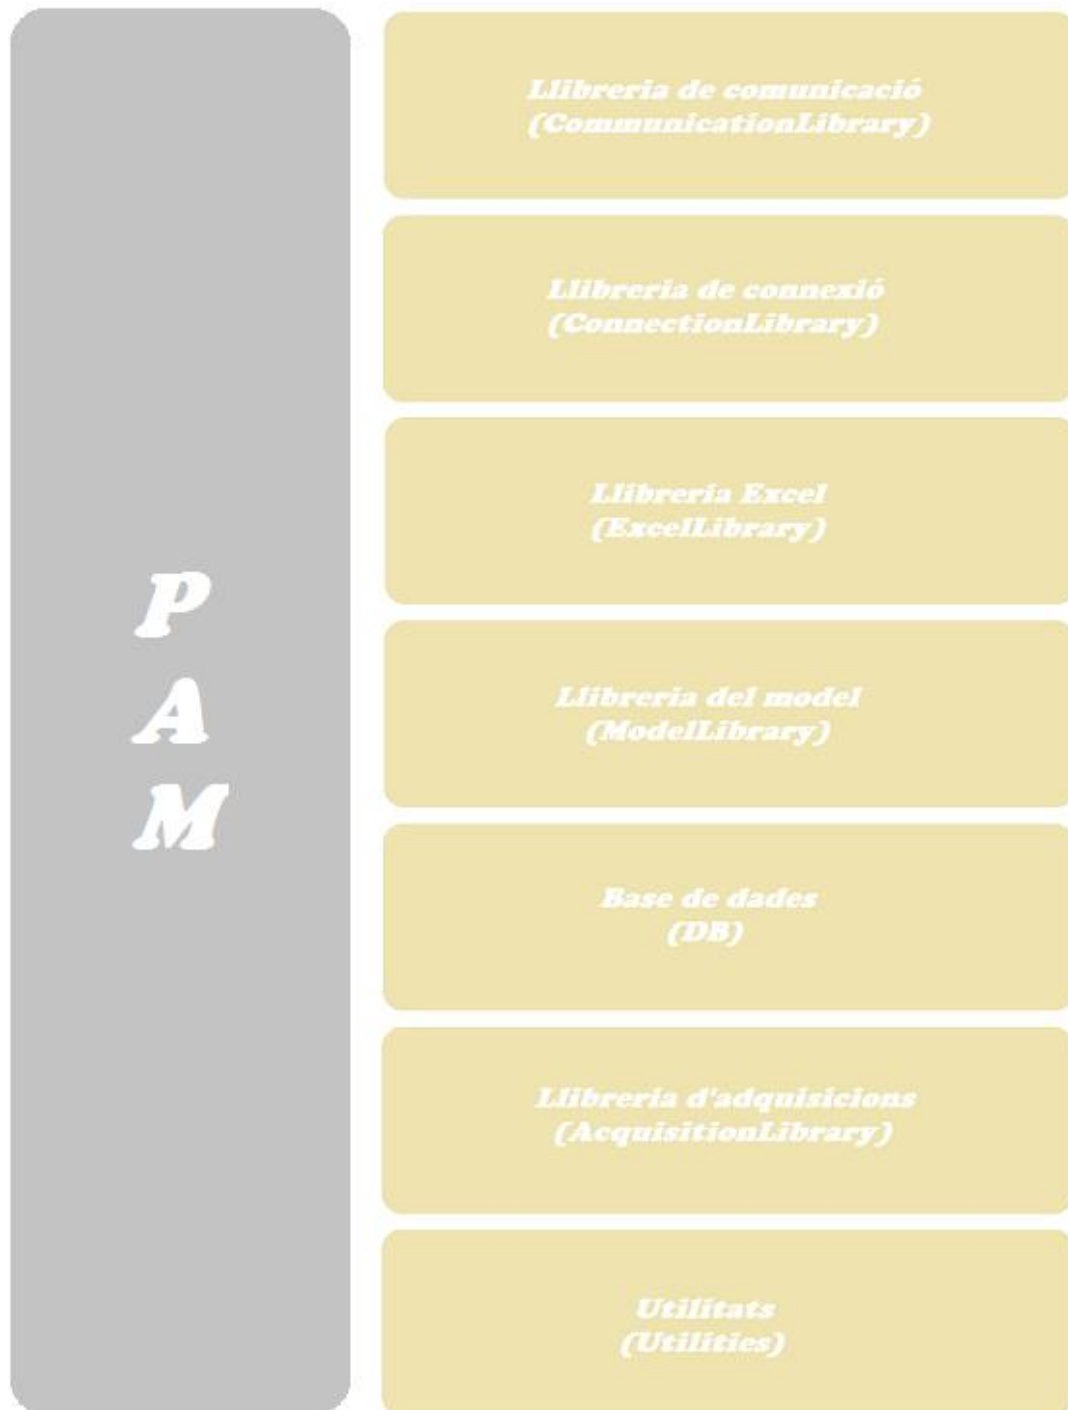 P
A
M
Llibreria de comunicació
(CommunicationLibrary)
Llibreria de connexió
(ConnectionLibrary)
Llibreria Excel
(ExcelLibrary)
Llibreria del model
(ModelLibrary)
Base de dades
(DB)
Llibreria d'adquisicions
(AcquisitionLibrary)
Utilitats
(Utilities)